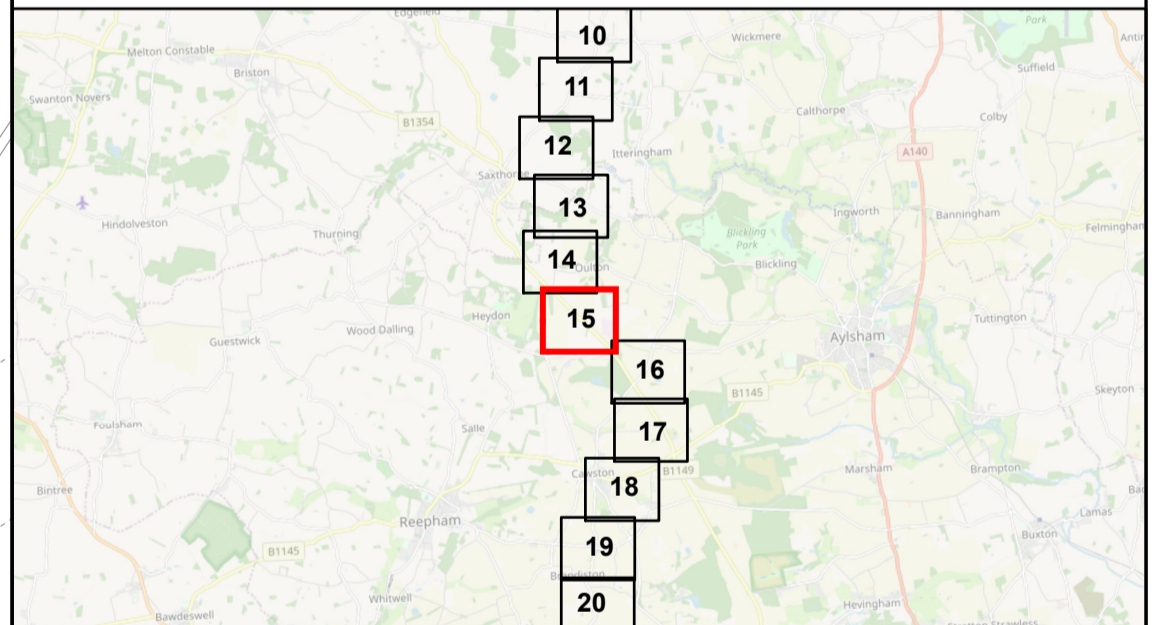 Edgefield
10
Wickmere
Park
Melton Constable
Briston
Suffield
Swanton Novers
11
Calthorpe
Colby
B1354
12
Itteringham
A140
Saxthorpe
13
Ingworth
Banningham
Hindolveston
Thurning
Blickling
Park
Felmingham
14
Oulton
Blickling
Heydon
15
Tuttington
Wood Dalling
Guestwick
Aylsham
16
B1145
Skeyton
Foulsham
Salle
17
Cawston
B1149
Marsham
Brampton
Bintree
18
Lamas
Reepham
Buxton
B1145
19
Brandiston
Whitwell
20
Hevingham
Bawdeswell